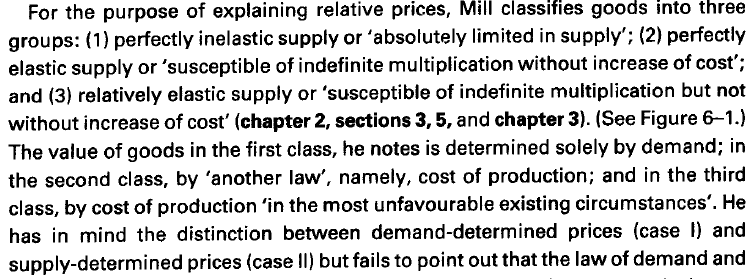 For the purpose of explaining relative prices, Mill classifies goods into three
groups: (1) perfectly inelastic supply or 'absolutely limited in supply'; (2) perfectly
elastic supply or 'susceptible of indefinite multiplication without increase of cost';
and (3) relatively elastic supply or 'susceptible of indefinite multiplication but not
without increase of cost' (chapter 2, sections 3, 5, and chapter 3). (See Figure 6–1.)
The value of goods in the first class, he notes is determined solely by demand; in
the second class, by 'another law', namely, cost of production; and in the third
class, by cost of production 'in the most unfavourable existing circumstances'. He
has in mind the distinction between demand-determined prices (case I) and
supply-determined prices (case II) but fails to point out that the law of demand and